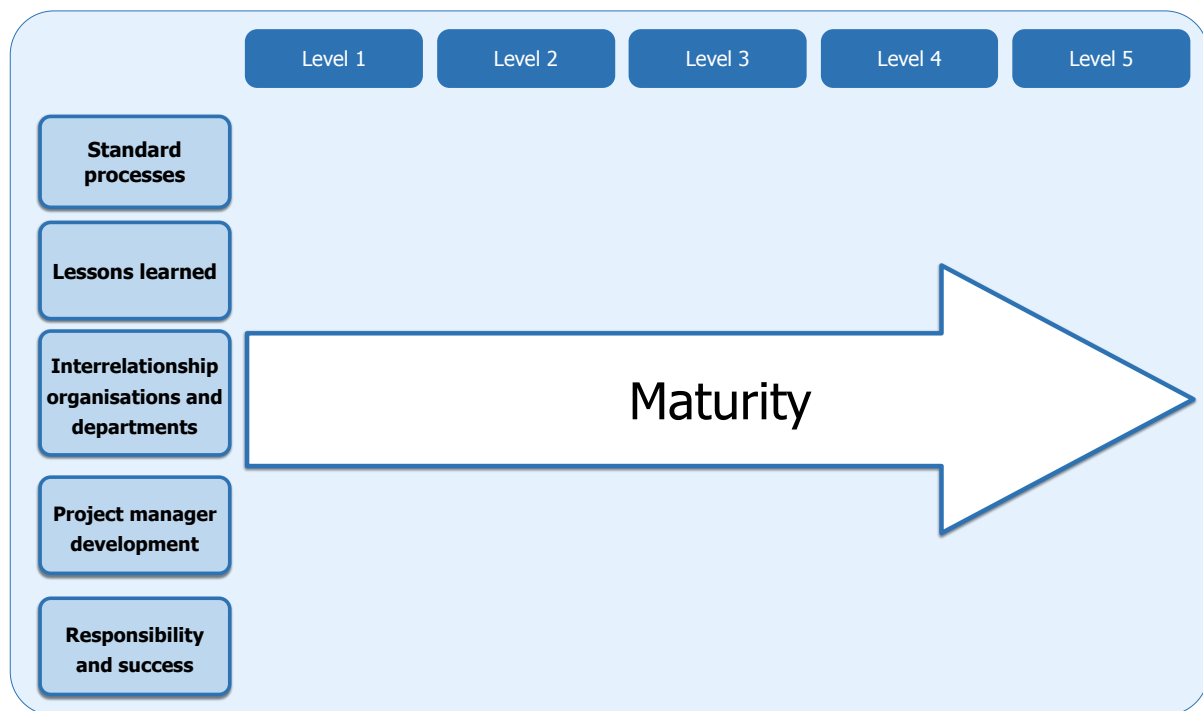 Level 1
Level 2
Level 3
Level 4
Level 5
Standard
processes
Lessons learned
Interrelationship
organisations and
departments
Maturity
Project manager
development
Responsibility
and success